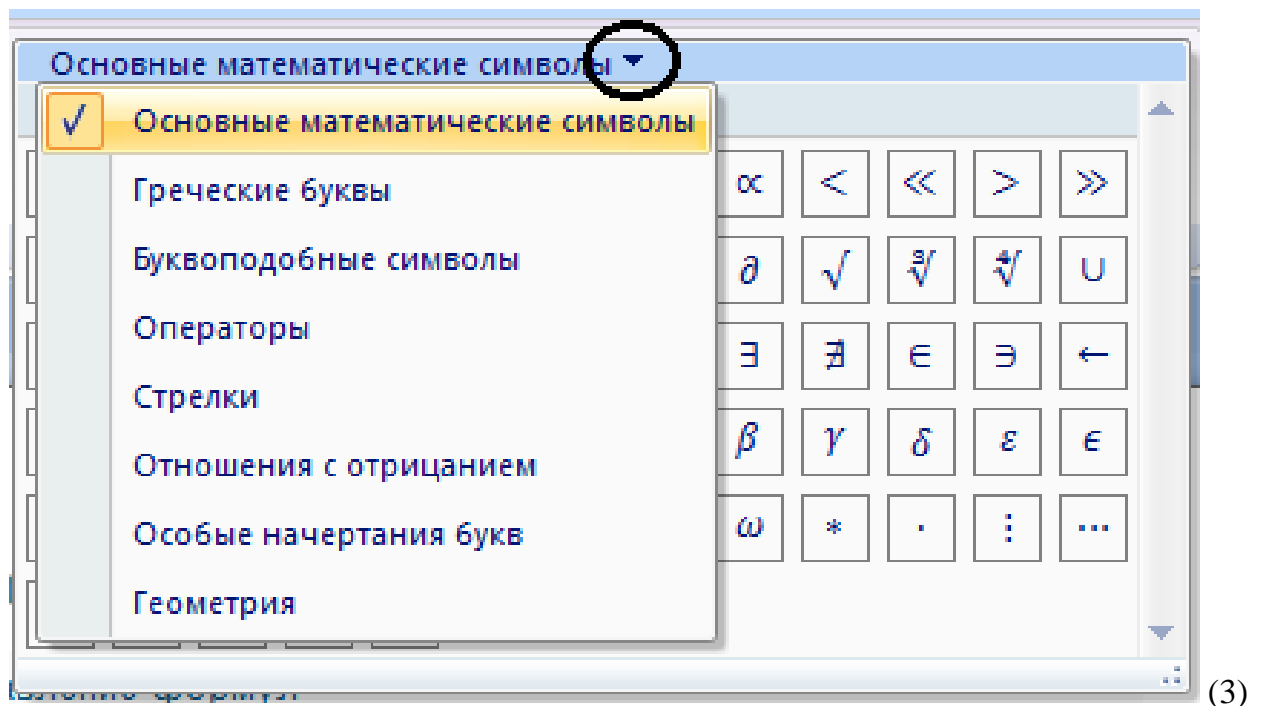 Основные математические символы
√ Основные математические символы
Греческие буквы
Буквоподобные символы
Операторы
Стрелки
Отношения с отрицанием
Особые начертания букв
Геометрия
∝ < ≪ > ≫
∂ √ ∛ ∜ ∪
∃ ∄ ∈ ∋ ←
β γ δ ε ϵ
ω * · ⋮ ⋯
(3)